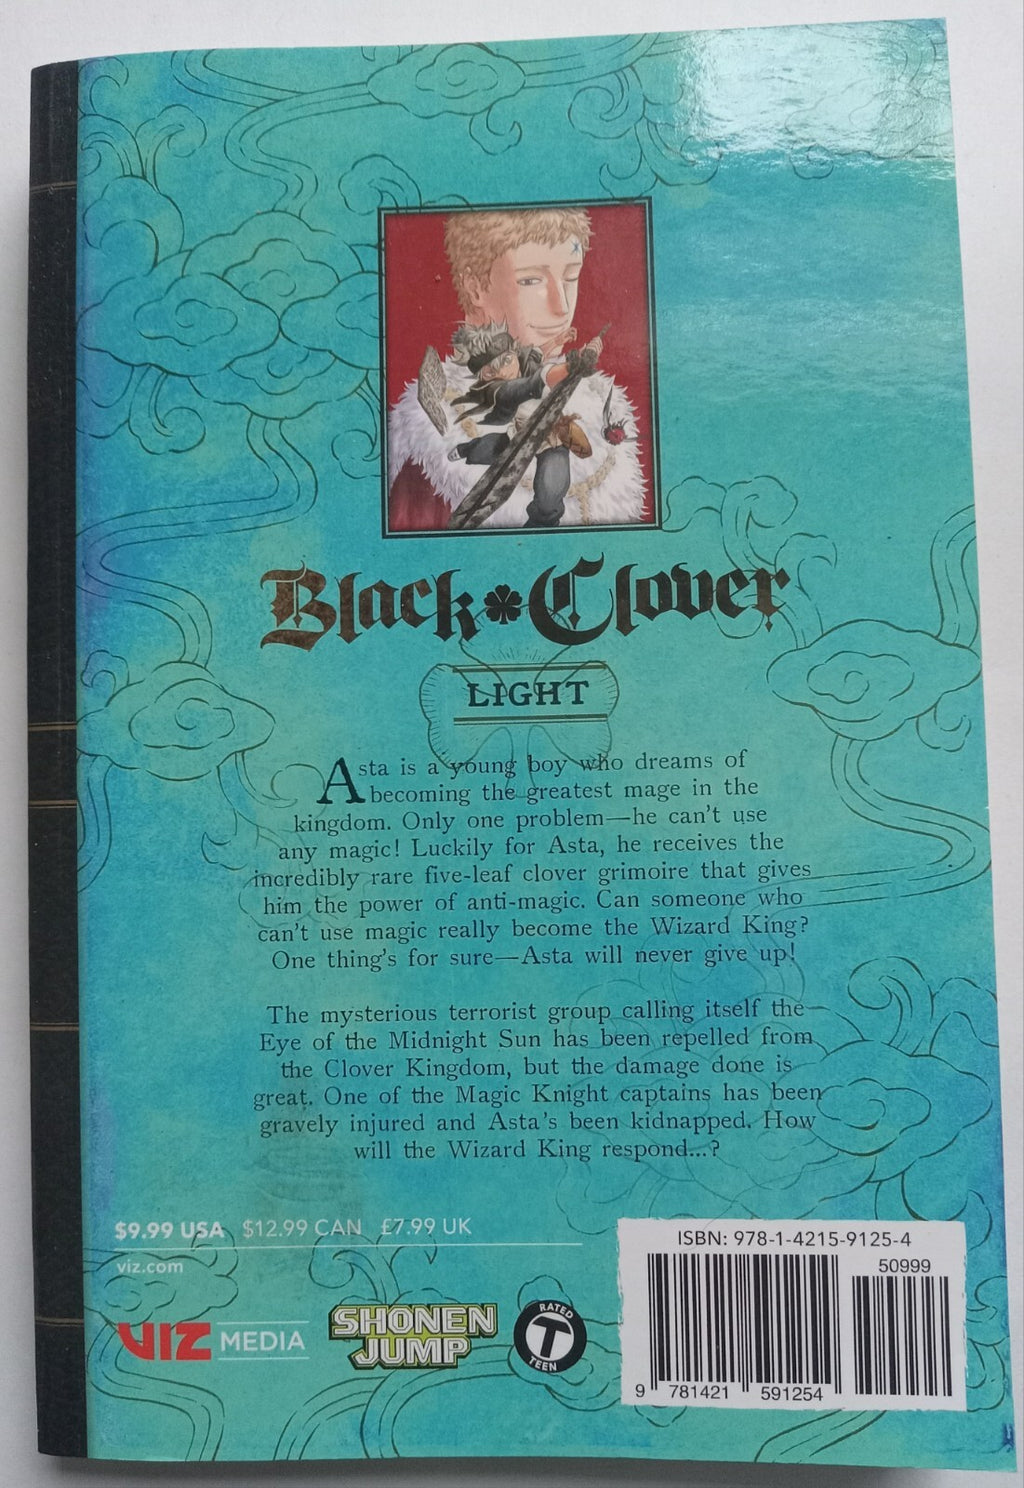 Black Clover
LIGHT
Asta is a young boy who dreams of
becoming the greatest mage in the
kingdom. Only one problem—he can't use
any magic! Luckily for Asta, he receives the
incredibly rare five-leaf clover grimoire that gives
him the power of anti-magic. Can someone who
can't use magic really become the Wizard King?
One thing's for sure—Asta will never give up!
The mysterious terrorist group calling itself the
Eye of the Midnight Sun has been repelled from
the Clover Kingdom, but the damage done is
great. One of the Magic Knight captains has been
gravely injured and Asta's been kidnapped. How
will the Wizard King respond...?
$9.99 USA $12.99 CAN £7.99 UK
viz.com
VIZ MEDIA
SHONEN
JUMP
RATED
T
TEEN
ISBN: 978-1-4215-9125-4
50999
9 781421 591254